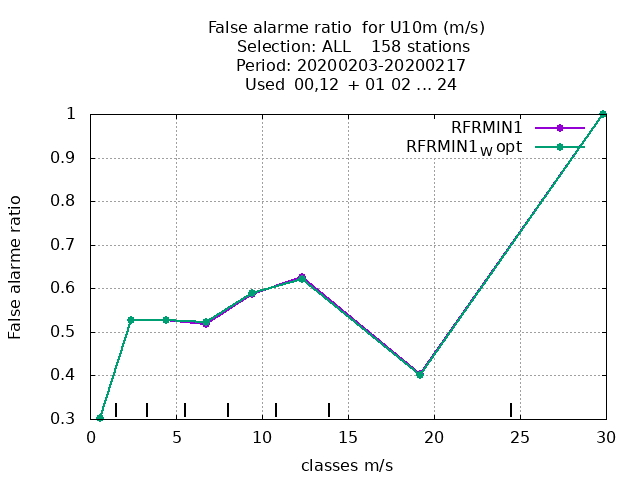 False alarme ratio  for U10m (m/s)
Selection: ALL    158 stations
Period: 20200203-20200217
Used  00,12  + 01 02 ... 24
RFRMIN1
RFRMIN1W opt
1
0.9
0.8
0.7
0.6
0.5
0.4
0.3
False alarme ratio
0 5 10 15 20 25 30
classes m/s